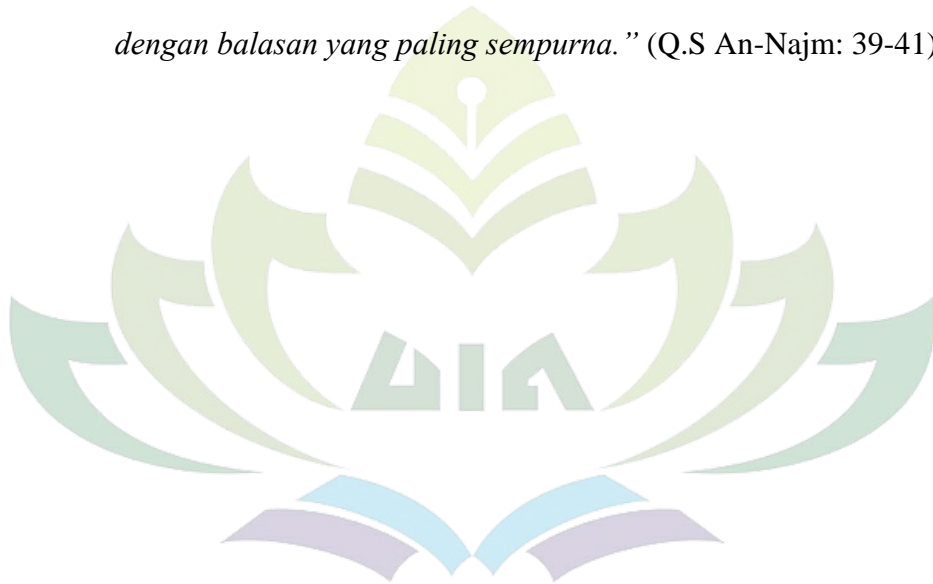 dengan balasan yang paling sempurna.” (Q.S An-Najm: 39-41)
UIN